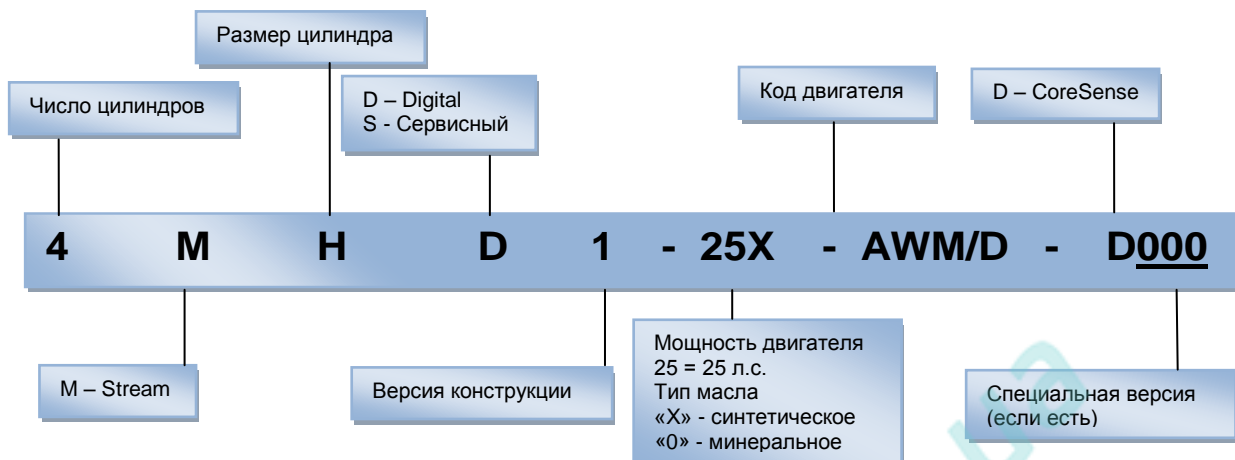 Размер цилиндра
Число цилиндров
D – Digital
S - Сервисный
Код двигателя
D – CoreSense
4 M H D 1 - 25X - AWM/D - D000
M – Stream
Версия конструкции
Мощность двигателя
25 = 25 л.с.
Тип масла
«X» - синтетическое
«0» - минеральное
Специальная версия
(если есть)
ua